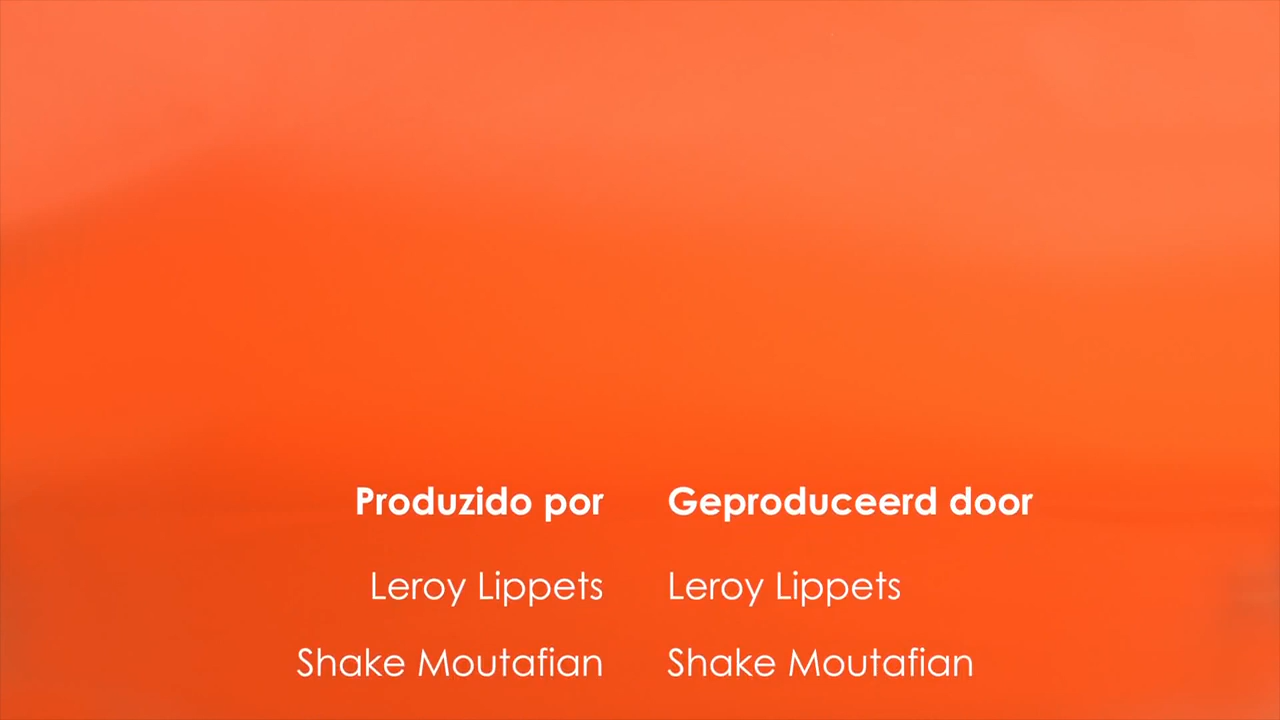 Produzido por
Leroy Lippets
Shake Moutafian
Geproduceerd door
Leroy Lippets
Shake Moutafian